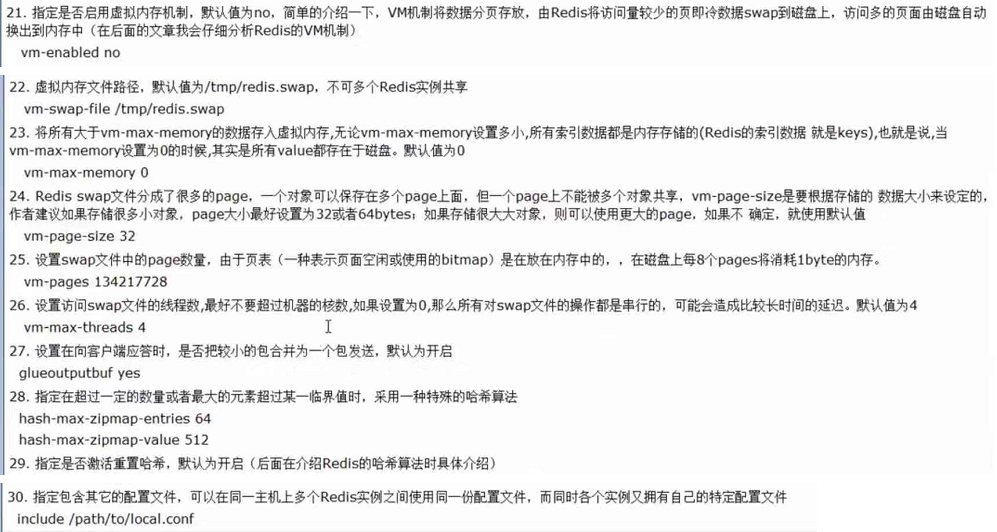 21. 指定是否启用虚拟内存机制，默认值为no，简单的介绍一下，VM机制将数据分页存放，由Redis将访问量较少的页即冷数据swap到磁盘上，访问多的页面由磁盘自动
换出到内存中（在后面的文章我会仔细分析Redis的VM机制）
vm-enabled no
22. 虚拟内存文件路径，默认值为/tmp/redis.swap，不可多个Redis实例共享
vm-swap-file /tmp/redis.swap
23. 将所有大于vm-max-memory的数据存入虚拟内存,无论vm-max-memory设置多小,所有索引数据都是内存存储的(Redis的索引数据 就是keys),也就是说,当
vm-max-memory设置为0的时候,其实是所有value都存在于磁盘。默认值为0
vm-max-memory 0
24. Redis swap文件分成了很多的page，一个对象可以保存在多个page上面，但一个page上不能被多个对象共享，vm-page-size是要根据存储的 数据大小来设定的，
作者建议如果存储很多小对象，page大小最好设置为32或者64bytes；如果存储很大大对象，则可以使用更大的page，如果不 确定，就使用默认值
vm-page-size 32
25. 设置swap文件中的page数量，由于页表（一种表示页面空闲或使用的bitmap）是在放在内存中的，，在磁盘上每8个pages将消耗1byte的内存。
vm-pages 134217728
26. 设置访问swap文件的线程数,最好不要超过机器的核数,如果设置为0,那么所有对swap文件的操作都是串行的，可能会造成比较长时间的延迟。默认值为4
vm-max-threads 4
27. 设置在向客户端应答时，是否把较小的包合并为一个包发送，默认为开启
glueoutputbuf yes
28. 指定在超过一定的数量或者最大的元素超过某一临界值时，采用一种特殊的哈希算法
hash-max-zipmap-entries 64
hash-max-zipmap-value 512
29. 指定是否激活重置哈希，默认为开启（后面在介绍Redis的哈希算法时具体介绍）
30. 指定包含其它的配置文件，可以在同一主机上多个Redis实例之间使用同一份配置文件，而同时各个实例又拥有自己的特定配置文件
include /path/to/local.conf